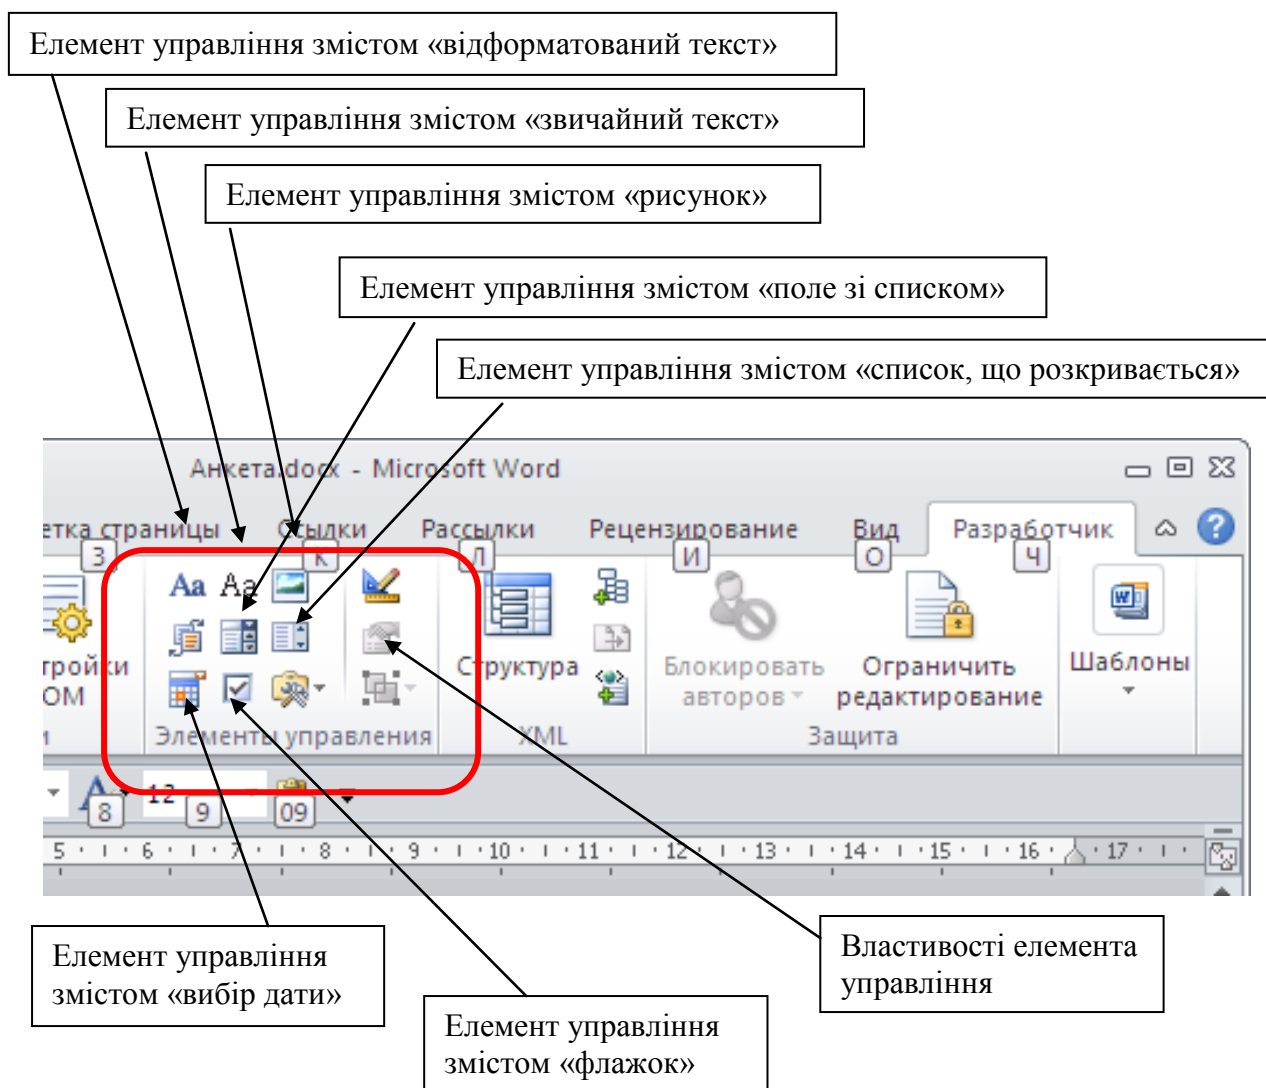 Елемент управління змістом «відформатований текст»
Елемент управління змістом «звичайний текст»
Елемент управління змістом «рисунок»
Елемент управління змістом «поле зі списком»
Елемент управління змістом «список, що розкривається»
Анкета.docx - Microsoft Word
етка страницы Ссылки Рассылки Рецензирование Вид Разработчик
З К Л И О Ч
Aa Aa
тройки Структура Блокировать Ограничить Шаблоны
ОМ авторов редактирование
и Элементы управления XML Защита
12
8 9 09
5 6 7 8 9 10 11 12 13 14 15 16 17
Елемент управління
змістом «вибір дати»
Елемент управління
змістом «флажок»
Властивості елемента
управління